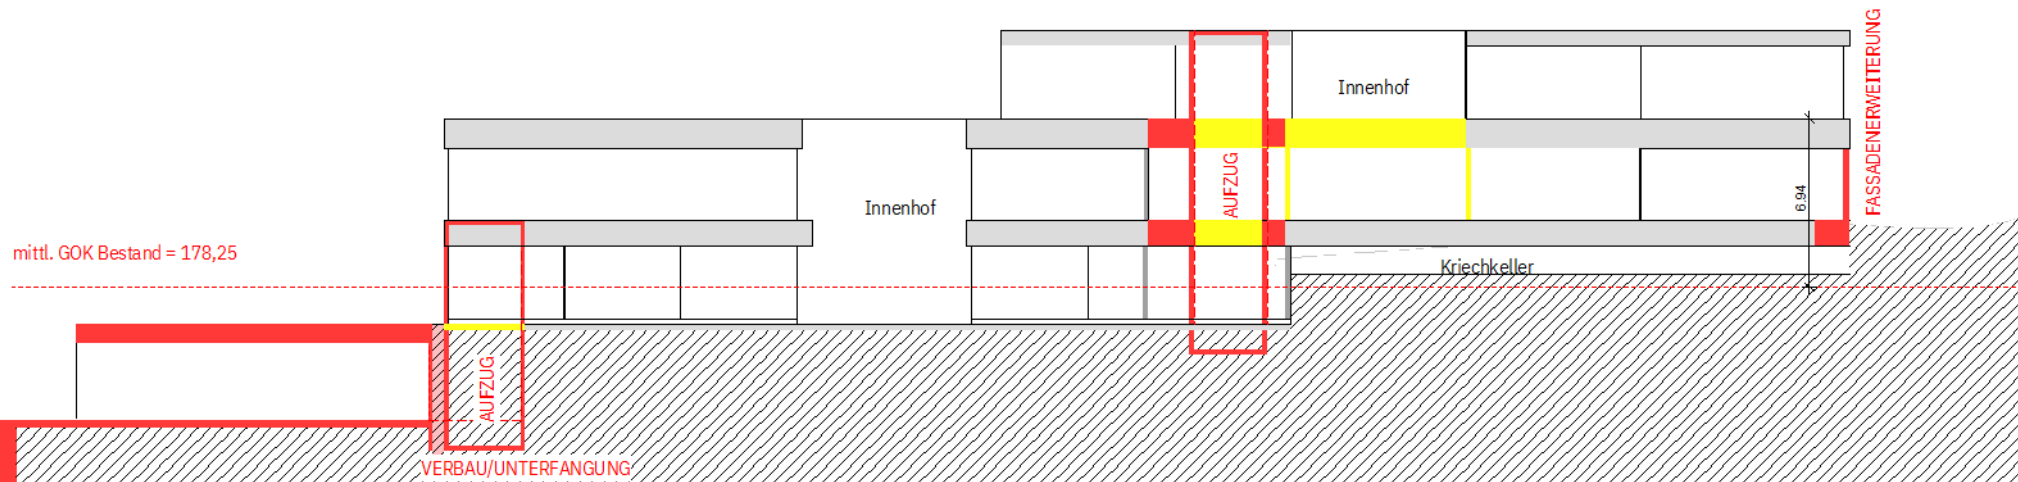 FASSADENERWEITERUNG
Innenhof
AUFZUG
6.94
Innenhof
mittl. GOK Bestand = 178,25
Kriechkeller
AUFZUG
VERBAU/UNTERFANGUNG